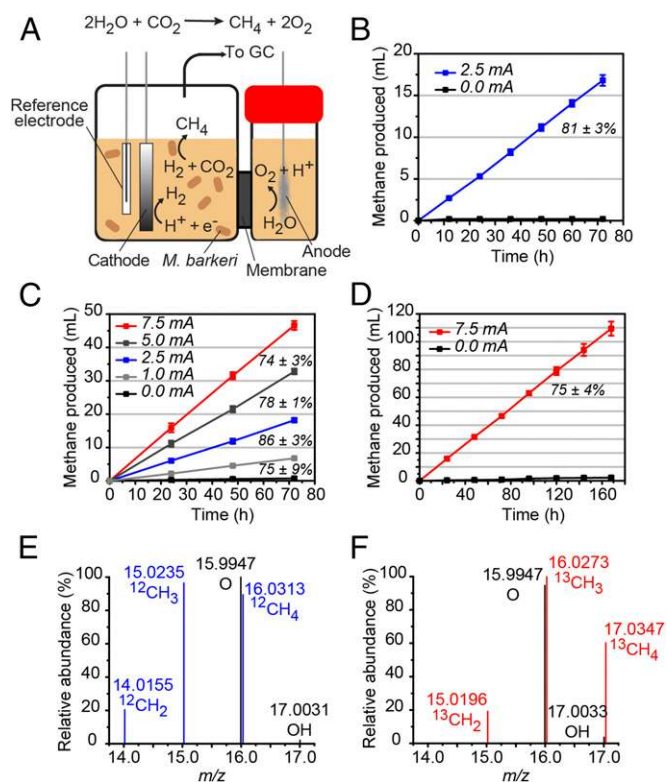 A
2H₂O + CO₂ ⟶ CH₄ + 2O₂
To GC
Reference
electrode
CH₄
H₂ + CO₂
O₂ + H⁺
H₂
H⁺ + e⁻
H₂O
Cathode
M. barkeri
Anode
Membrane
B
Methane produced (mL)
20
15
10
5
0
2.5 mA
0.0 mA
81 ± 3%
0 10 20 30 40 50 60 70 80
Time (h)
C
Methane produced (mL)
50
40
30
20
10
0
7.5 mA
5.0 mA
2.5 mA
1.0 mA
0.0 mA
74 ± 3%
78 ± 1%
86 ± 3%
75 ± 9%
0 10 20 30 40 50 60 70 80
Time (h)
D
Methane produced (mL)
120
100
80
60
40
20
0
7.5 mA
0.0 mA
75 ± 4%
0 40 80 120 160
Time (h)
E
Relative abundance (%)
100
80
60
40
20
0
15.0235
¹²CH₃
15.9947
O
16.0313
¹²CH₄
14.0155
¹²CH₂
17.0031
OH
14.0 15.0 16.0 17.0
m/z
F
Relative abundance (%)
100
80
60
40
20
0
15.9947
O
16.0273
¹³CH₃
17.0347
¹³CH₄
15.0196
¹³CH₂
17.0033
OH
14.0 15.0 16.0 17.0
m/z